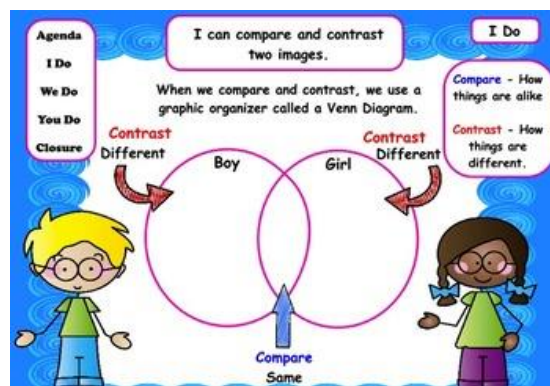 Agenda
I Do
We Do
You Do
Closure
I can compare and contrast
two images.
I Do
When we compare and contrast, we use a
graphic organizer called a Venn Diagram.
Compare - How
things are alike
Contrast - How
things are
different.
Contrast
Different
Contrast
Different
Boy
Girl
Compare
Same